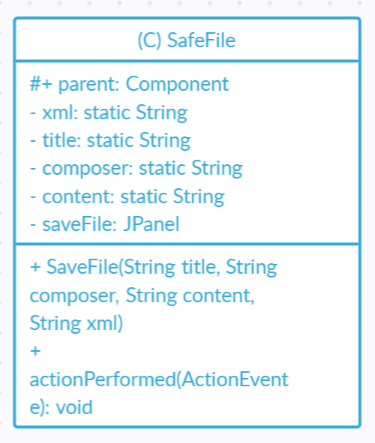 (C) SafeFile
#+ parent: Component
- xml: static String
- title: static String
- composer: static String
- content: static String
- saveFile: JPanel
+ SaveFile(String title, String
composer, String content,
String xml)
+
actionPerformed(ActionEvent
e): void